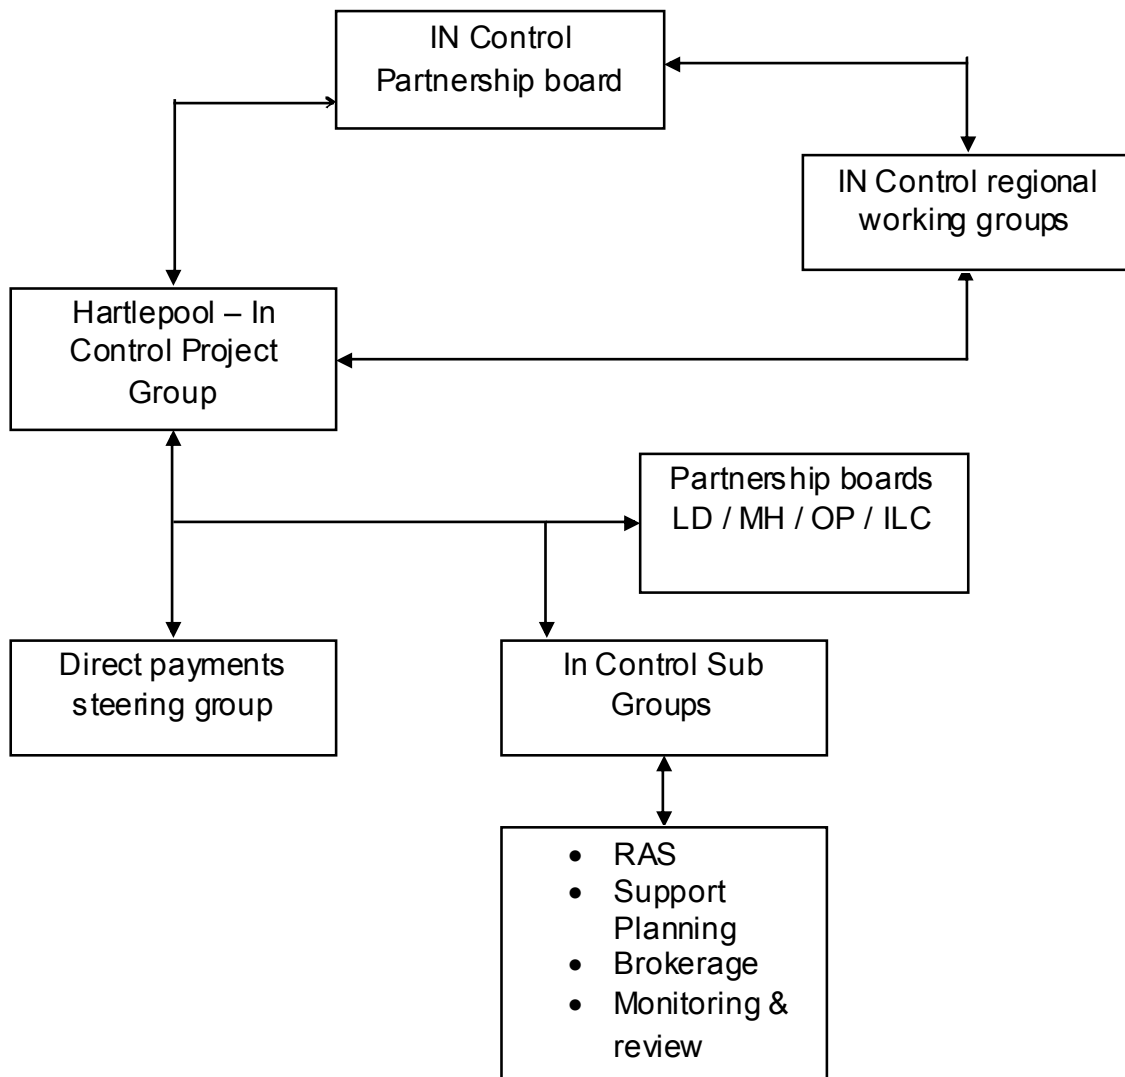 IN Control
Partnership board
IN Control regional
working groups
Hartlepool – In
Control Project
Group
Partnership boards
LD / MH / OP / ILC
Direct payments
steering group
In Control Sub
Groups
• RAS
• Support
Planning
• Brokerage
• Monitoring &
review